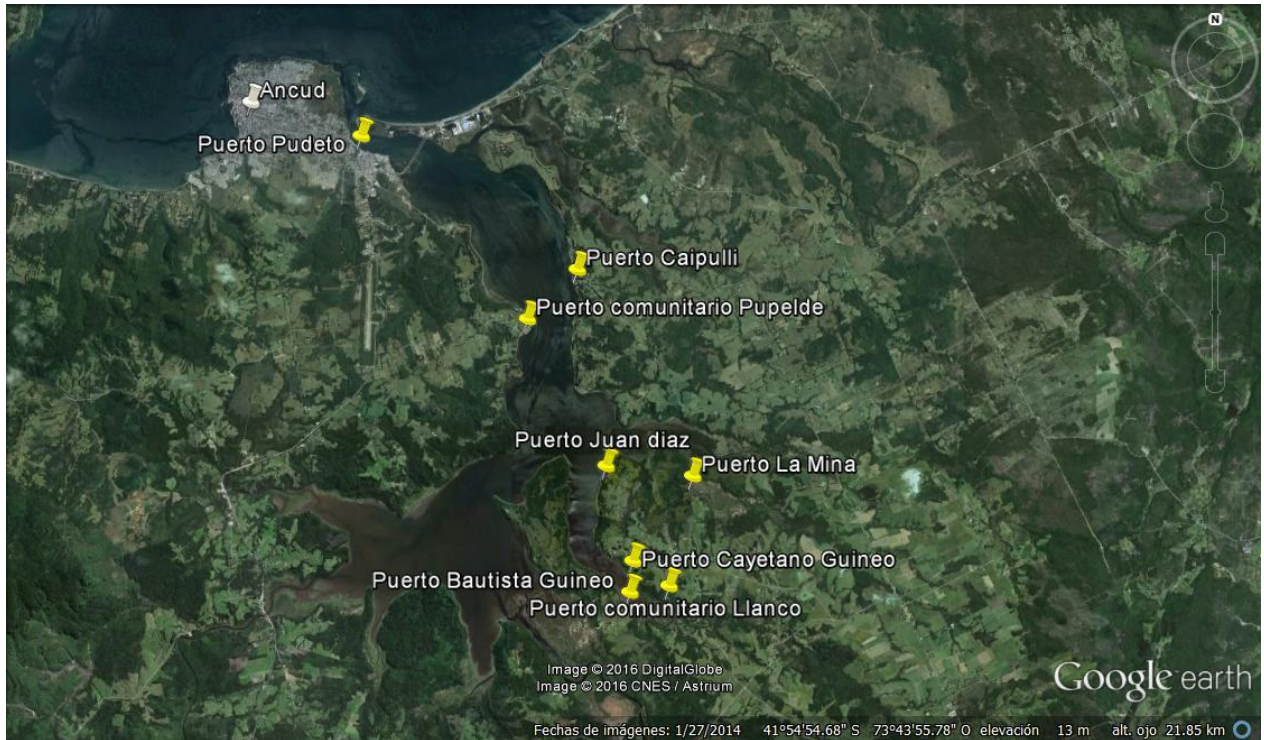 N
Ancud
Puerto Pudeto
Puerto Caipulli
Puerto comunitario Pupelde
Puerto Juan diaz
Puerto La Mina
Puerto Cayetano Guineo
Puerto Bautista Guineo
Puerto comunitario Llanco
Image © 2016 DigitalGlobe
Image © 2016 CNES / Astrium
Google earth
Fechas de imágenes: 1/27/2014 41°54'54.68" S 73°43'55.78" O elevación 13 m alt. ojo 21.85 km